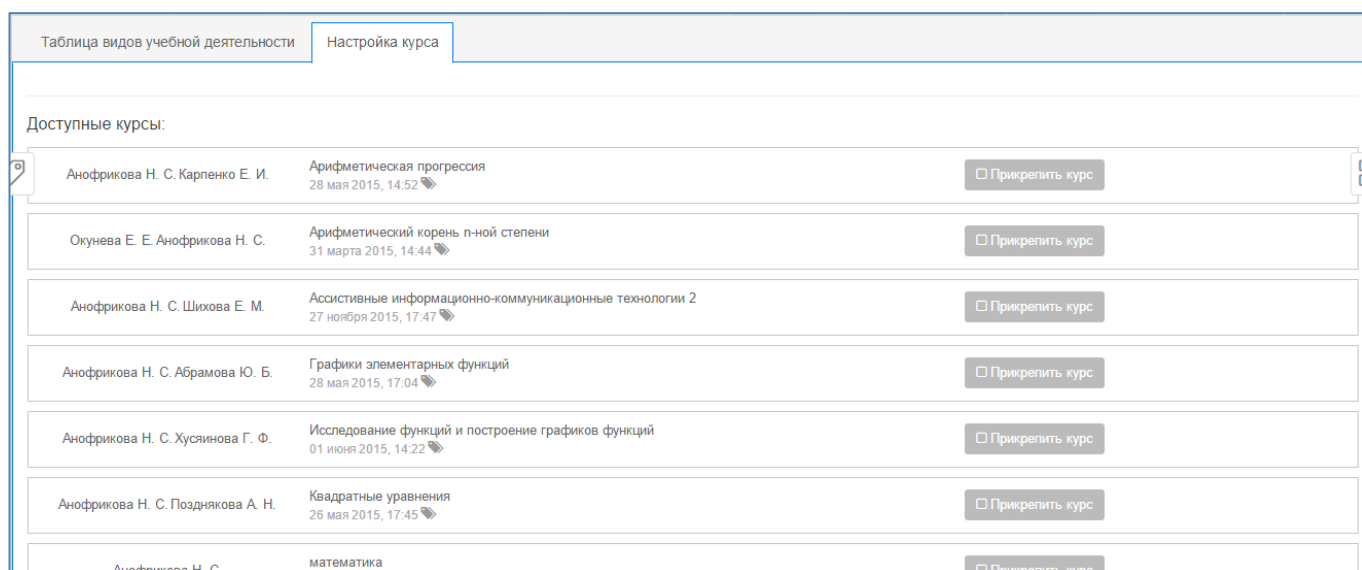 Таблица видов учебной деятельности
Настройка курса
Доступные курсы:
Анофрикова Н. С. Карпенко Е. И.
Арифметическая прогрессия
28 мая 2015, 14:52
Прикрепить курс
Окунева Е. Е. Анофрикова Н. С.
Арифметический корень n-ной степени
31 марта 2015, 14:44
Прикрепить курс
Анофрикова Н. С. Шихова Е. М.
Ассистивные информационно-коммуникационные технологии 2
27 ноября 2015, 17:47
Прикрепить курс
Анофрикова Н. С. Абрамова Ю. Б.
Графики элементарных функций
28 мая 2015, 17:04
Прикрепить курс
Анофрикова Н. С. Хусяинова Г. Ф.
Исследование функций и построение графиков функций
01 июня 2015, 14:22
Прикрепить курс
Анофрикова Н. С. Позднякова А. Н.
Квадратные уравнения
26 мая 2015, 17:45
Прикрепить курс
Анофрикова Н. С.
математика
Прикрепить курс